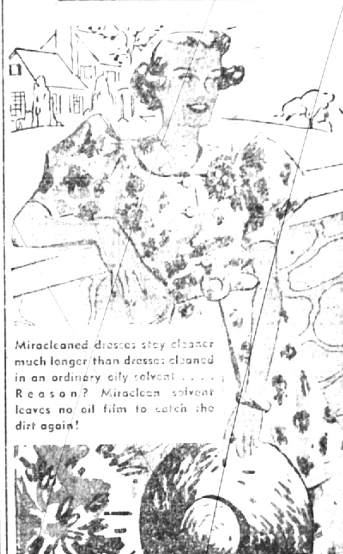 Miracleaned dresses stay cleaner
much longer than dresses cleaned
in an ordinary oily solvent . . . . ,
Reason? Miraclean solvent
leaves no oil film to catch the
dirt again!